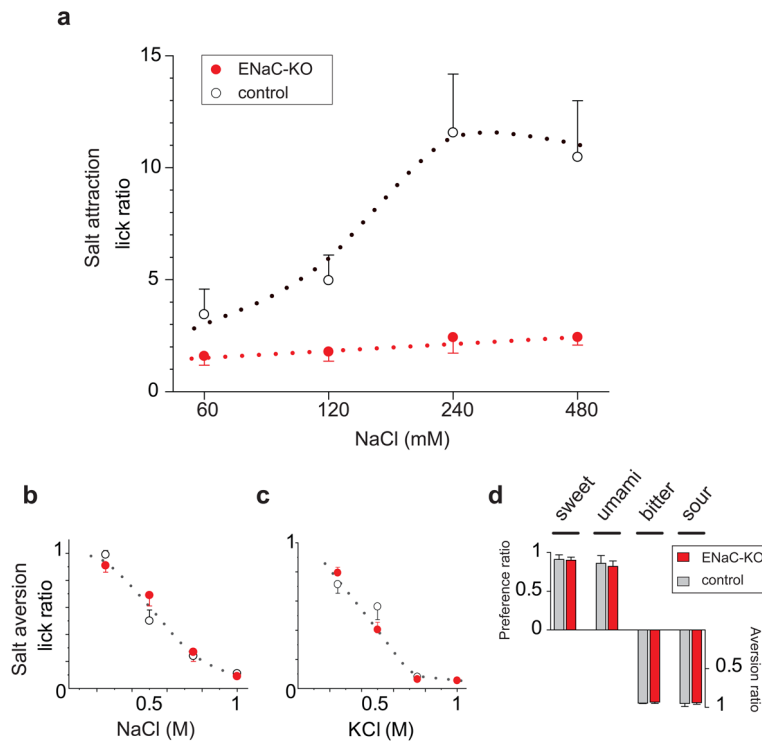 a
15
10
5
0
Salt attraction
lick ratio
ENaC-KO
control
60 120 240 480
NaCl (mM)
b
1
0
Salt aversion
lick ratio
0.5 1
NaCl (M)
c
1
0
0.5 1
KCl (M)
d
sweet umami bitter sour
1
0.5
0
Preference ratio
ENaC-KO
control
0.5
1
Aversion ratio